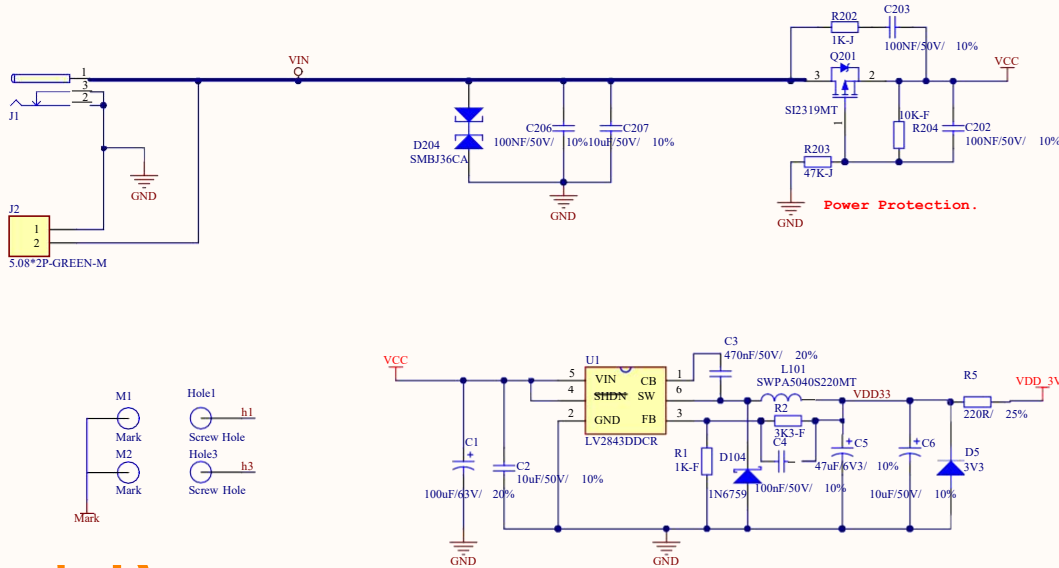 R202
C203
1K-J
100NF/50V/ 10%
VIN
Q201
VCC
1
3
2
3
2
J1
SI2319MT
10K-F
1
D204
SMBJ36CA
C206
100NF/50V/ 10%
C207
10uF/50V/ 10%
R204
C202
100NF/50V/ 10%
R203
47K-J
GND
GND
GND
Power Protection.
J2
1
2
5.08*2P-GREEN-M
C3
470nF/50V/ 20%
VCC
U1
L101
SWPA5040S220MT
R5
VDD_3V
5
VIN
CB
1
4
SHDN
SW
6
2
GND
FB
3
LV2843DDCR
VDD33
220R/ 25%
R2
3K3-F
M1
Mark
M2
Mark
Mark
Hole1
h1
Screw Hole
Hole3
h3
Screw Hole
C1
+
100uF/63V/ 20%
C2
10uF/50V/ 10%
R1
1K-F
D104
1N6759
C4
100nF/50V/ 10%
C5
+
47uF/6V3/ 10%
C6
+
10uF/50V/ 10%
D5
3V3
GND
GND